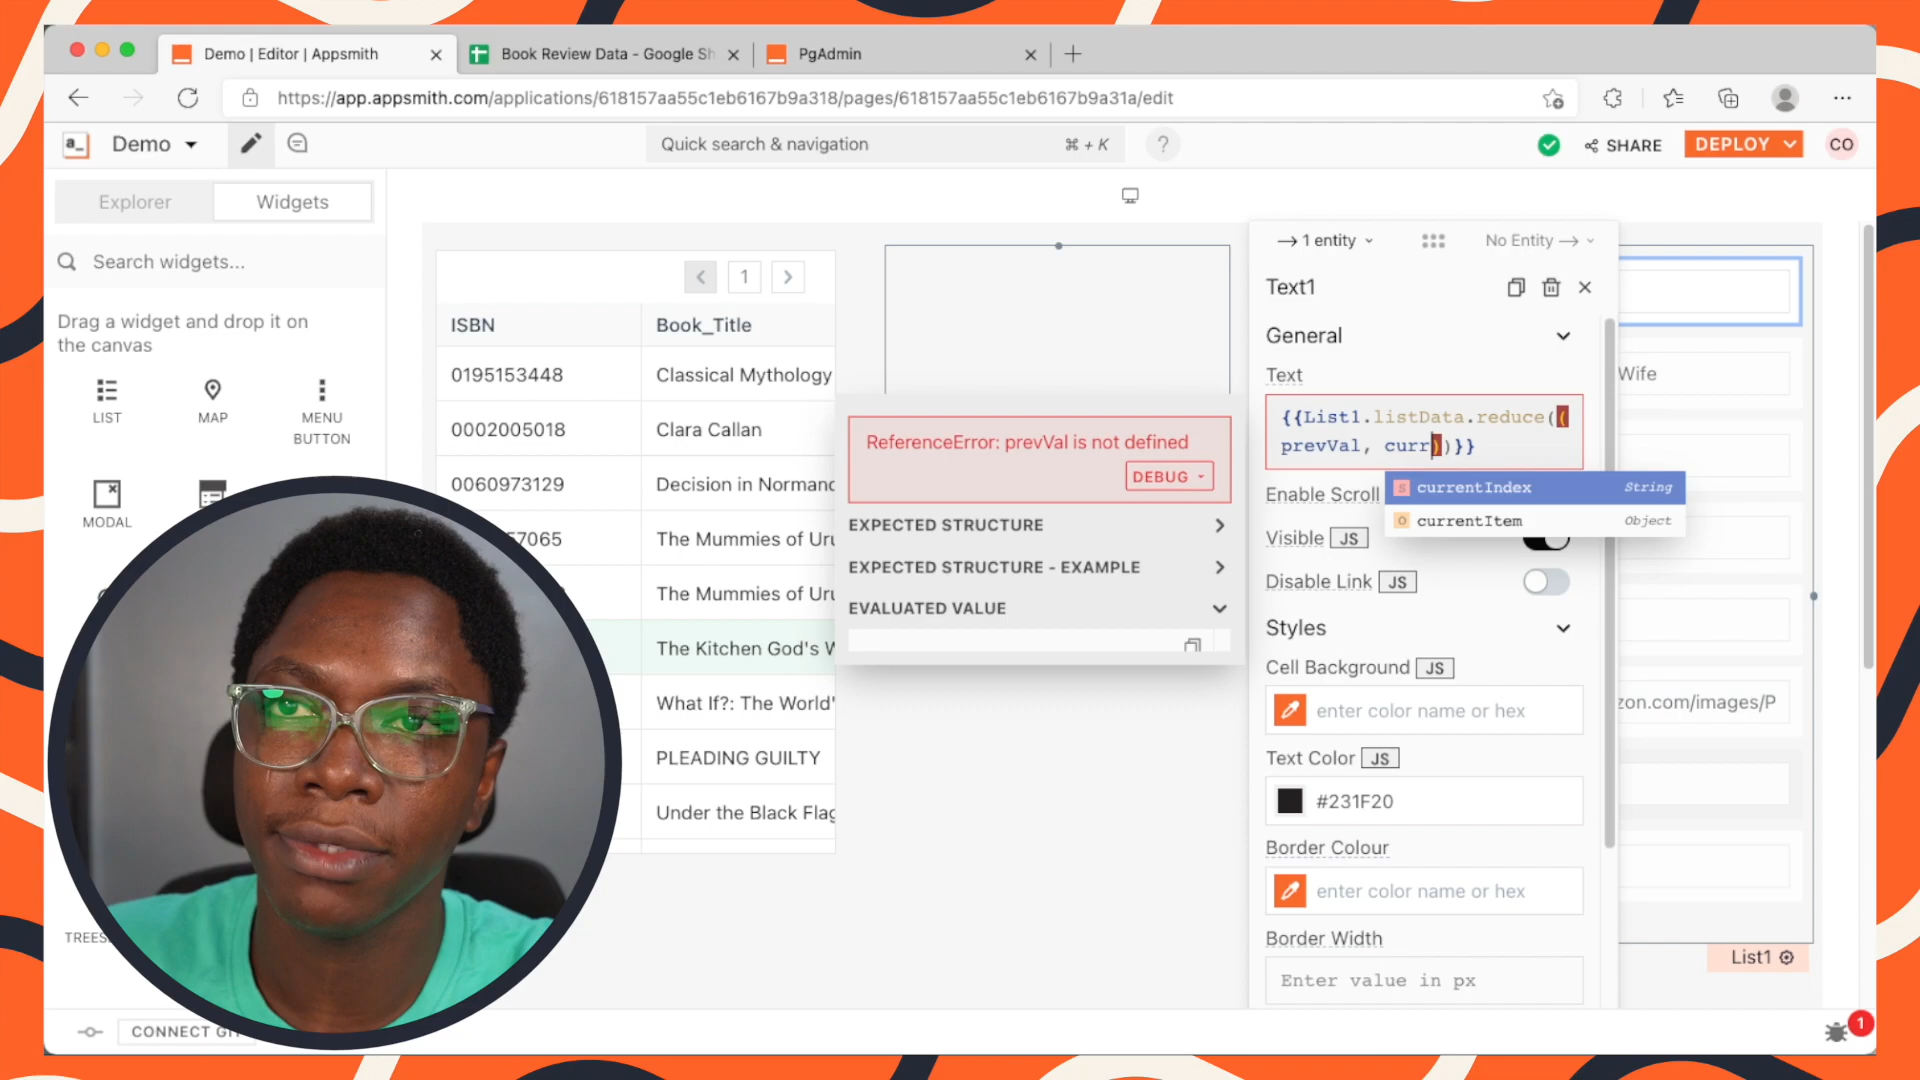 Demo | Editor | Appsmith
Book Review Data - Google Sh
PgAdmin
https://app.appsmith.com/applications/618157aa55c1eb6167b9a318/pages/618157aa55c1eb6167b9a31a/edit
a_
Demo
Quick search & navigation
⌘ + K
?
SHARE
DEPLOY
CO
Explorer
Widgets
Search widgets...
Drag a widget and drop it on
the canvas
LIST
MAP
MENU
BUTTON
MODAL
TREES
CONNECT GI
1
ISBN
Book_Title
0195153448
Classical Mythology
0002005018
Clara Callan
0060973129
Decision in Normand
7065
The Mummies of Uru
The Mummies of Uru
The Kitchen God's W
What If?: The World'
PLEADING GUILTY
Under the Black Flag
ReferenceError: prevVal is not defined
DEBUG
EXPECTED STRUCTURE
EXPECTED STRUCTURE - EXAMPLE
EVALUATED VALUE
1 entity
No Entity
Text1
General
Text
{{List1.listData.reduce((
prevVal, curr))}}
currentIndex
String
currentItem
Object
Enable Scroll
Visible
JS
Disable Link
JS
Styles
Cell Background
JS
enter color name or hex
Text Color
JS
#231F20
Border Colour
enter color name or hex
Border Width
Enter value in px
Wife
zon.com/images/P
List1
1